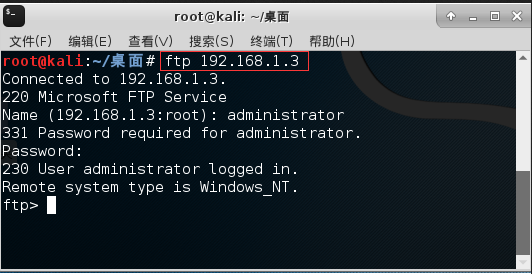 root@kali: ~/桌面
文件(F) 编辑(E) 查看(V) 搜索(S) 终端(T) 帮助(H)
root@kali:~/桌面# ftp 192.168.1.3
Connected to 192.168.1.3.
220 Microsoft FTP Service
Name (192.168.1.3:root): administrator
331 Password required for administrator.
Password:
230 User administrator logged in.
Remote system type is Windows_NT.
ftp>